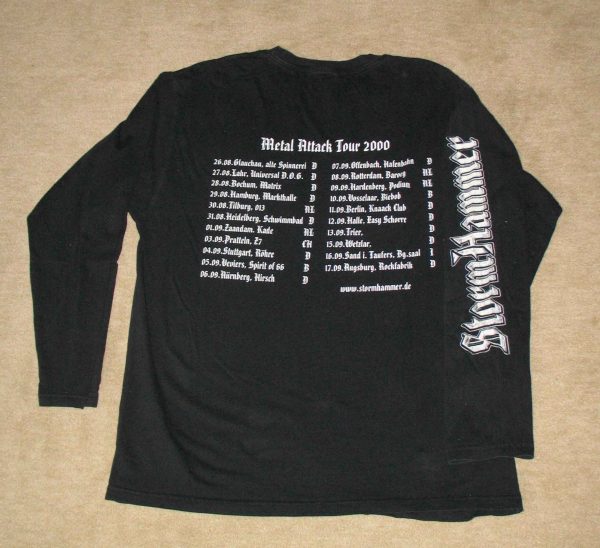 Metal Attack Tour 2000
26.08.Glauchau, alte Spinnerei D
27.08.Lohr, Universal D.O.G. D
28.08.Bochum, Matrix D
29.08.Hamburg, Markthalle D
30.08.Tilburg, 013 NL
31.08.Heidelberg, Schwimmbad D
01.09.Zaandam, Kade NL
03.09.Pratteln, Z7 CH
04.09.Stuttgart, Röhre D
05.09.Veviers, Spirit of 66 B
06.09.Nürnberg, Hirsch D
07.09.Offenbach, Hafenbahn D
08.09.Rotterdam, Baroeg NL
09.09.Hardenberg, Podium NL
10.09.Vosselaar, Biebob B
11.09.Berlin, Knaack Club D
12.09.Halle, Easy Schorre D
13.09.Trier, D
15.09.Wetzlar, D
16.09.Sand i. Taufers, Bg.saal I
17.09.Augsburg, Rockfabrik D
www.stormhammer.de
StormHammer